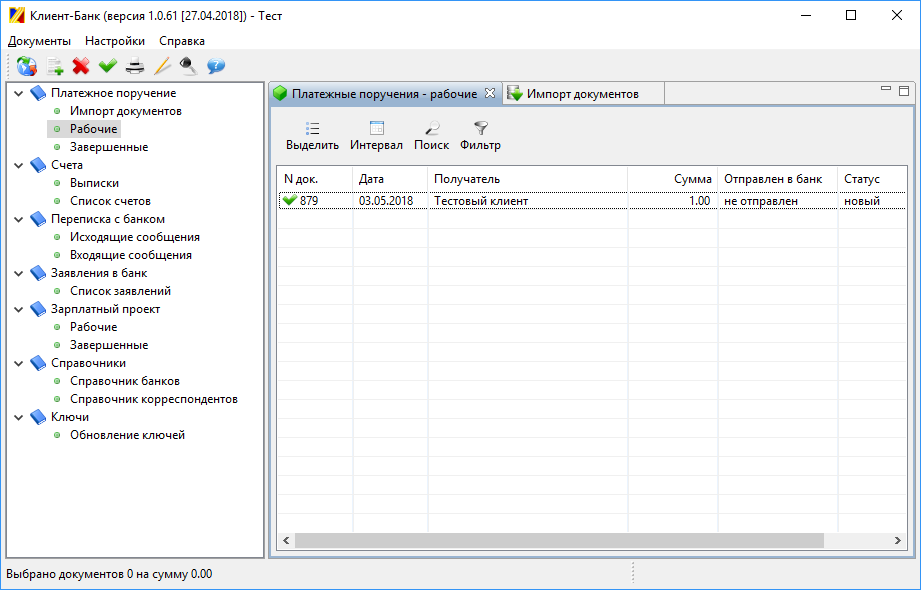 Клиент-Банк (версия 1.0.61 [27.04.2018]) - Тест
Документы Настройки Справка
Платежное поручение
Импорт документов
Рабочие
Завершенные
Счета
Выписки
Список счетов
Переписка с банком
Исходящие сообщения
Входящие сообщения
Заявления в банк
Список заявлений
Зарплатный проект
Рабочие
Завершенные
Справочники
Справочник банков
Справочник корреспондентов
Ключи
Обновление ключей
Платежные поручения - рабочие Импорт документов
Выделить Интервал Поиск Фильтр
N док. Дата Получатель Сумма Отправлен в банк Статус
879 03.05.2018 Тестовый клиент 1.00 не отправлен новый
Выбрано документов 0 на сумму 0.00